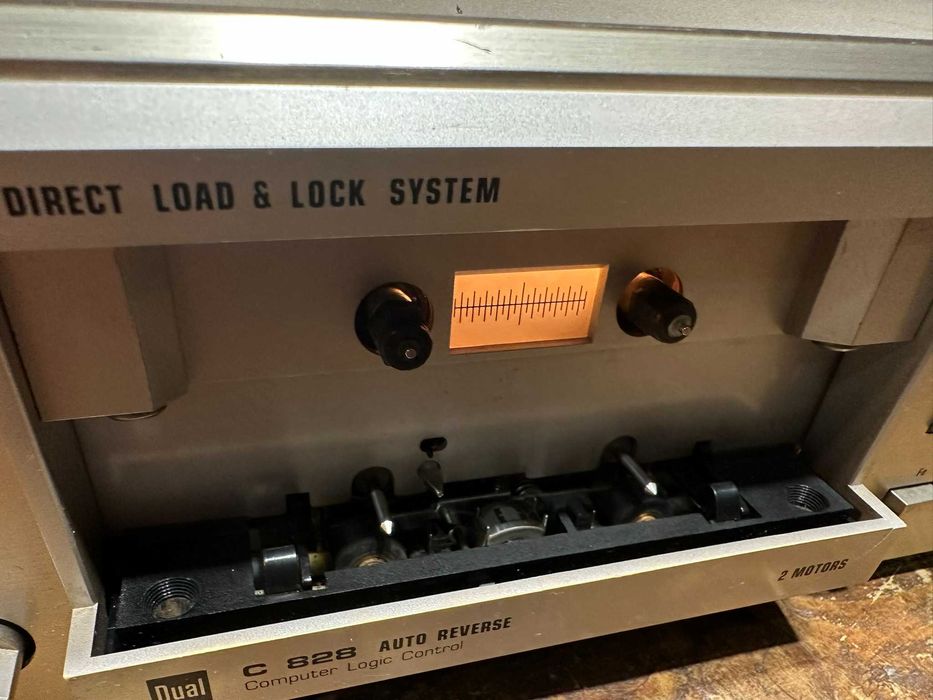 DIRECT LOAD & LOCK SYSTEM
2 MOTORS
Dual C 828 AUTO REVERSE
Computer Logic Control